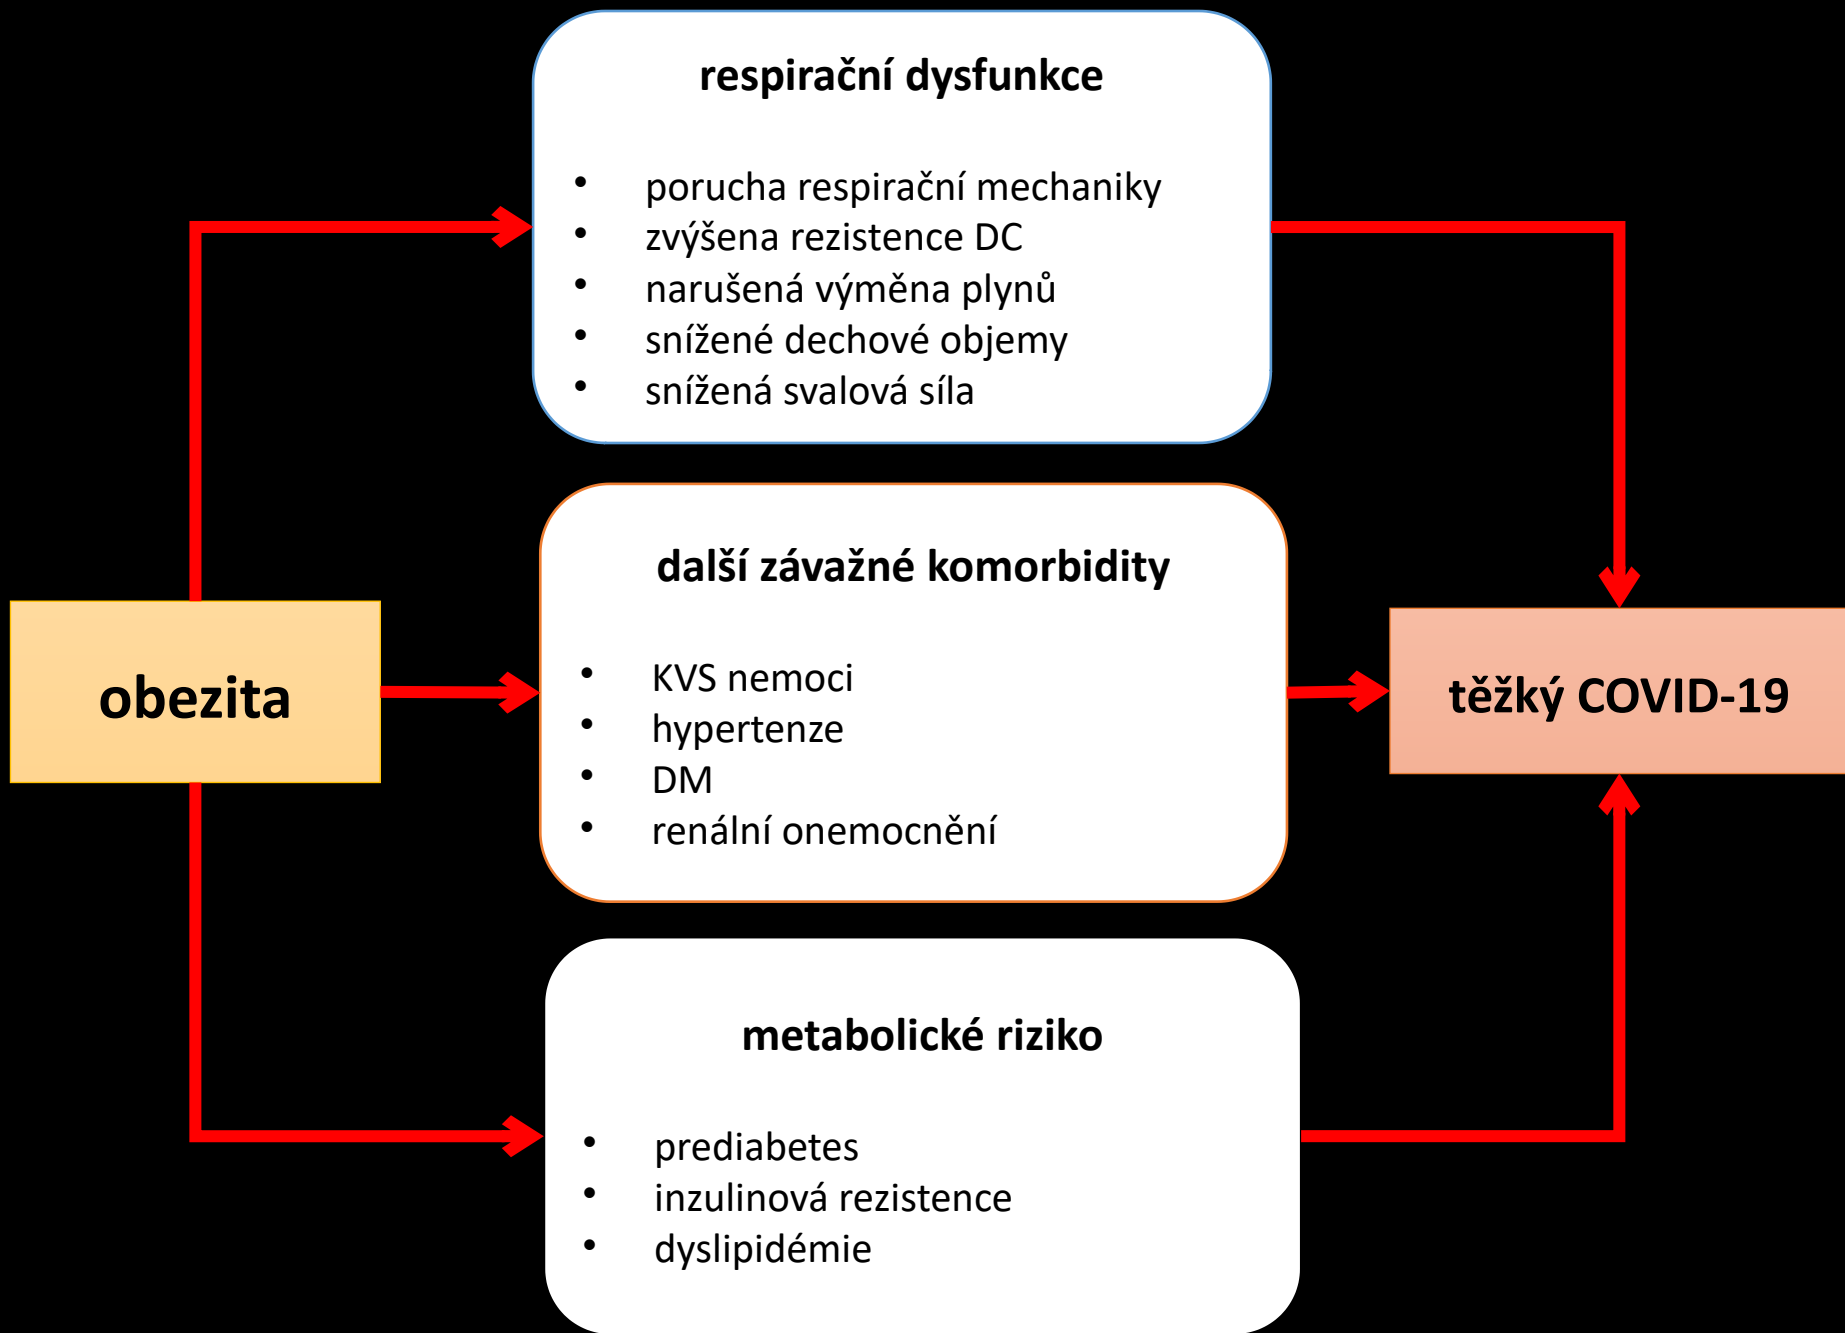 respirační dysfunkce
• porucha respirační mechaniky
• zvýšena rezistence DC
• narušená výměna plynů
• snížené dechové objemy
• snížená svalová síla
obezita
další závažné komorbidity
• KVS nemoci
• hypertenze
• DM
• renální onemocnění
těžký COVID-19
metabolické riziko
• prediabetes
• inzulinová rezistence
• dyslipidémie